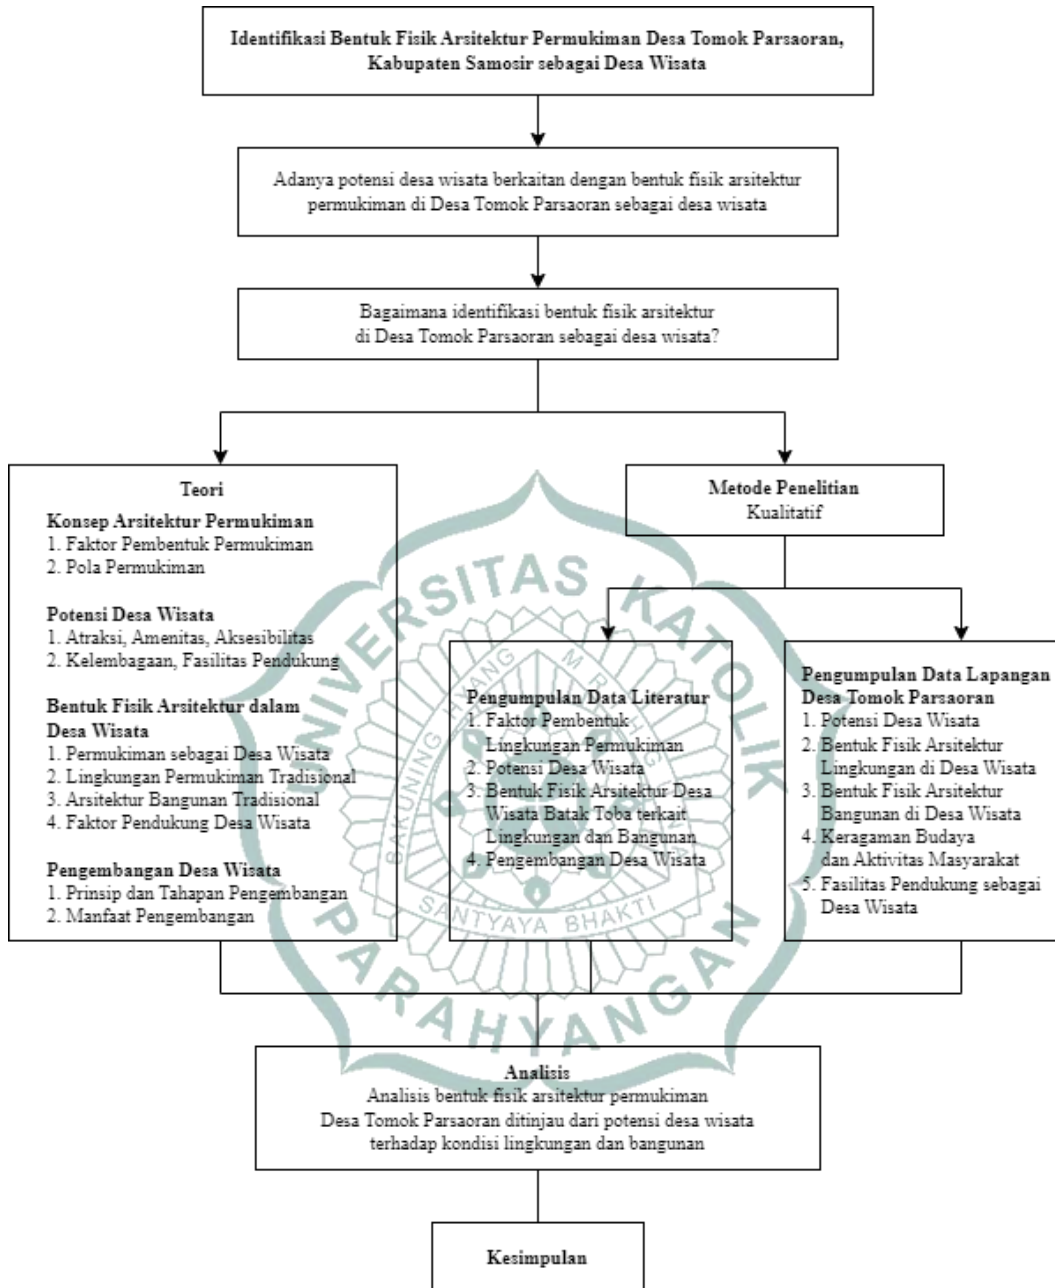 Identifikasi Bentuk Fisik Arsitektur Permukiman Desa Tomok Parsaoran,
Kabupaten Samosir sebagai Desa Wisata
Adanya potensi desa wisata berkaitan dengan bentuk fisik arsitektur
permukiman di Desa Tomok Parsaoran sebagai desa wisata
Bagaimana identifikasi bentuk fisik arsitektur
di Desa Tomok Parsaoran sebagai desa wisata?
Teori
Konsep Arsitektur Permukiman
1. Faktor Pembentuk Permukiman
2. Pola Permukiman
Potensi Desa Wisata
1. Atraksi, Amenitas, Aksesibilitas
2. Kelembagaan, Fasilitas Pendukung
Bentuk Fisik Arsitektur dalam
Desa Wisata
1. Permukiman sebagai Desa Wisata
2. Lingkungan Permukiman Tradisional
3. Arsitektur Bangunan Tradisional
4. Faktor Pendukung Desa Wisata
Pengembangan Desa Wisata
1. Prinsip dan Tahapan Pengembangan
2. Manfaat Pengembangan
Metode Penelitian
Kualitatif
Pengumpulan Data Literatur
1. Faktor Pembentuk
Lingkungan Permukiman
2. Potensi Desa Wisata
3. Bentuk Fisik Arsitektur Desa
Wisata Batak Toba terkait
Lingkungan dan Bangunan
4. Pengembangan Desa Wisata
Pengumpulan Data Lapangan
Desa Tomok Parsaoran
1. Potensi Desa Wisata
2. Bentuk Fisik Arsitektur
Lingkungan di Desa Wisata
3. Bentuk Fisik Arsitektur
Bangunan di Desa Wisata
4. Keragaman Budaya
dan Aktivitas Masyarakat
5. Fasilitas Pendukung sebagai
Desa Wisata
Analisis
Analisis bentuk fisik arsitektur permukiman
Desa Tomok Parsaoran ditinjau dari potensi desa wisata
terhadap kondisi lingkungan dan bangunan
Kesimpulan
UNIVERSITAS KATOLIK
PARAHYANGAN
SANTYAYA BHAKTI